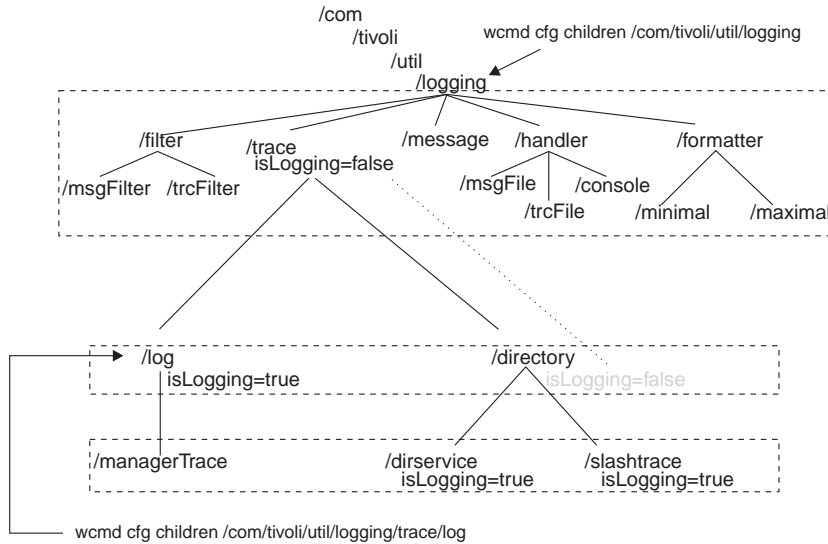 /com
/tivoli
wcmd cfg children /com/tivoli/util/logging
/util
/logging
/filter
/trace
/message
/handler
/formatter
isLogging=false
/msgFilter
/trcFilter
/msgFile
/console
/trcFile
/minimal
/maximal
/log
/directory
isLogging=true
isLogging=false
/managerTrace
/dirservice
/slashtrace
isLogging=true
isLogging=true
wcmd cfg children /com/tivoli/util/logging/trace/log